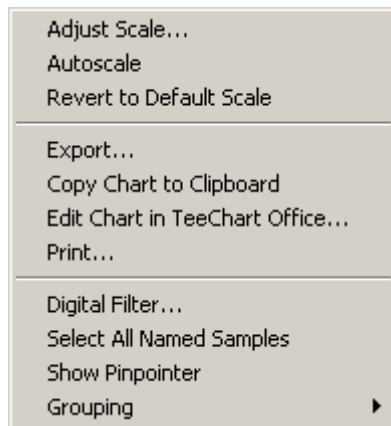 Adjust Scale...
Autoscale
Revert to Default Scale
Export...
Copy Chart to Clipboard
Edit Chart in TeeChart Office...
Print...
Digital Filter...
Select All Named Samples
Show Pinpointer
Grouping